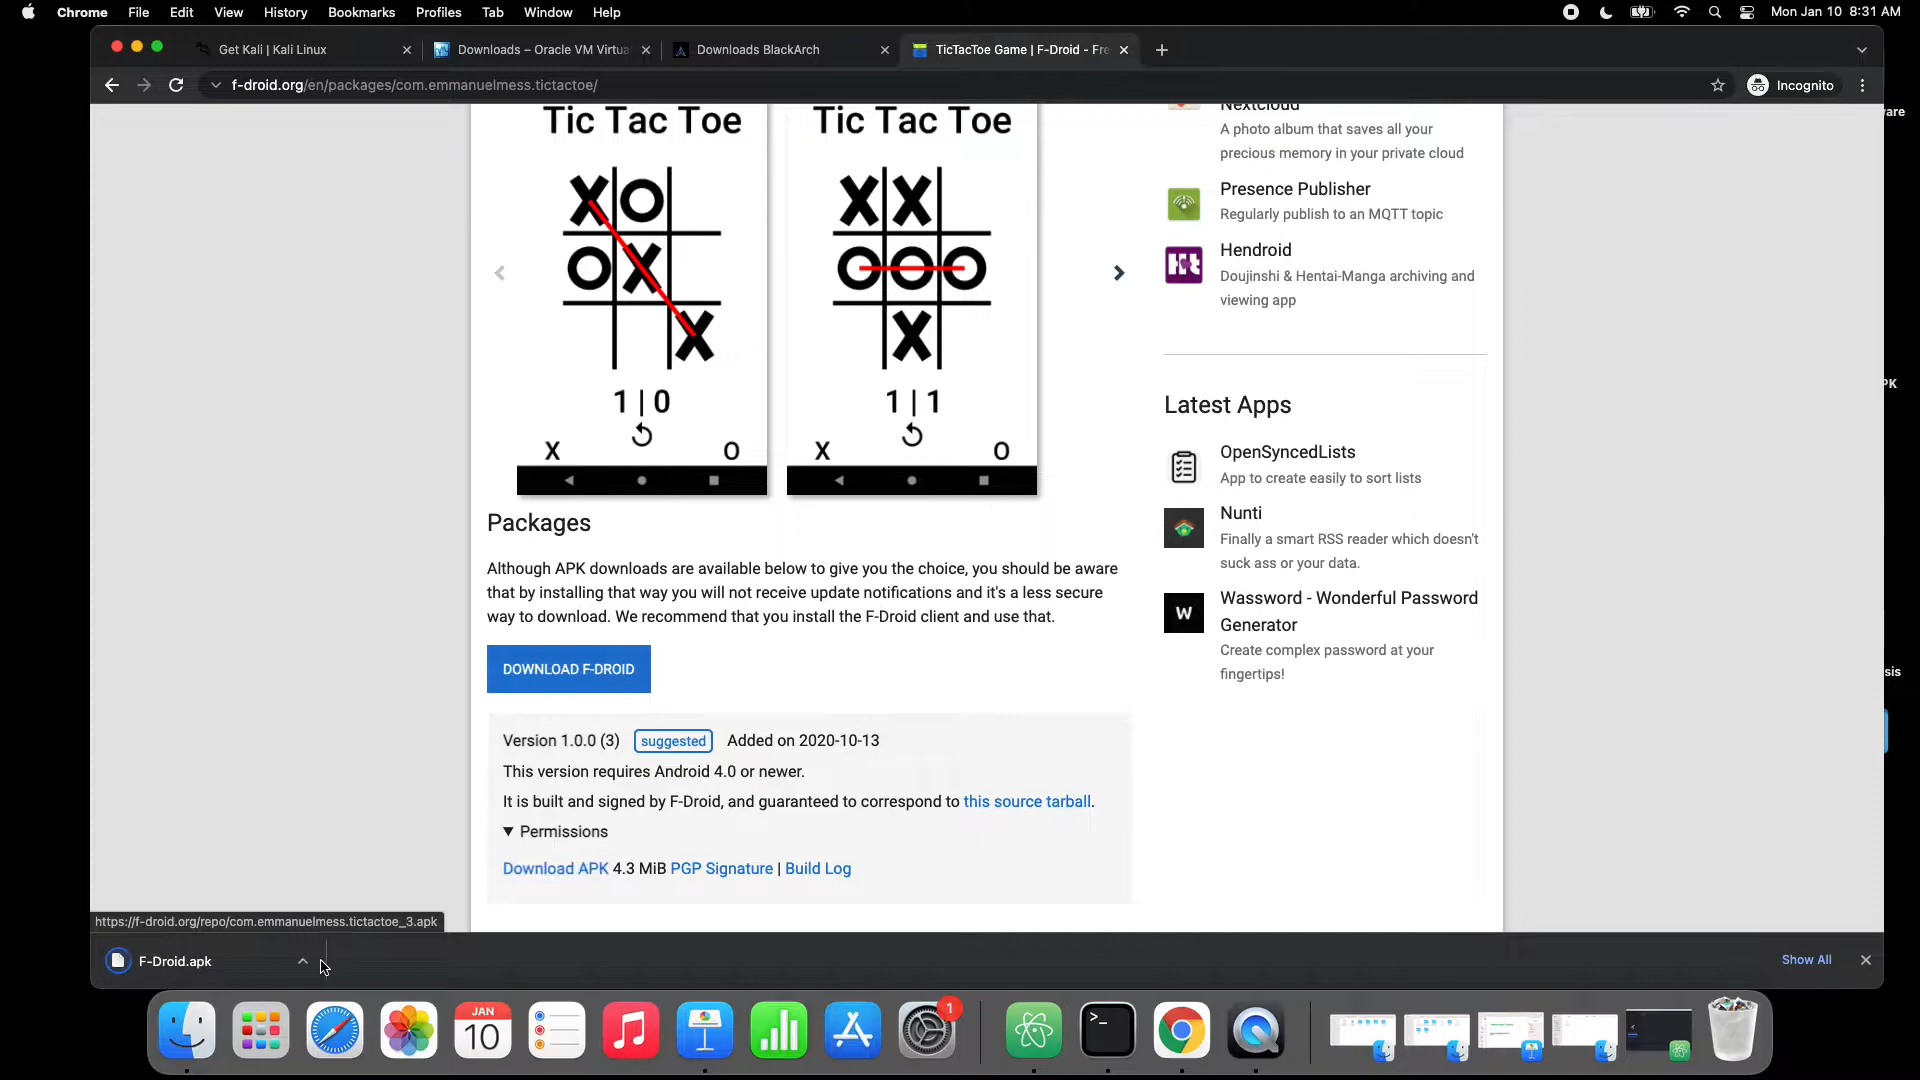 Chrome File Edit View History Bookmarks Profiles Tab Window Help
Mon Jan 10 8:31 AM
Get Kali | Kali Linux
Downloads – Oracle VM Virtua
Downloads BlackArch
TicTacToe Game | F-Droid - Fre
f-droid.org/en/packages/com.emmanuelmess.tictactoe/
Incognito
Tic Tac Toe
X O
O X
X
1 | 0
X O
Tic Tac Toe
X X
O O O
X
1 | 1
X O
Packages
Although APK downloads are available below to give you the choice, you should be aware
that by installing that way you will not receive update notifications and it's a less secure
way to download. We recommend that you install the F-Droid client and use that.
DOWNLOAD F-DROID
Version 1.0.0 (3) suggested Added on 2020-10-13
This version requires Android 4.0 or newer.
It is built and signed by F-Droid, and guaranteed to correspond to this source tarball.
▼ Permissions
Download APK 4.3 MiB PGP Signature | Build Log
Nextcloud
A photo album that saves all your
precious memory in your private cloud
Presence Publisher
Regularly publish to an MQTT topic
Hendroid
Doujinshi & Hentai-Manga archiving and
viewing app
Latest Apps
OpenSyncedLists
App to create easily to sort lists
Nunti
Finally a smart RSS reader which doesn't
suck ass or your data.
W
Wassword - Wonderful Password
Generator
Create complex password at your
fingertips!
are
PK
sis
https://f-droid.org/repo/com.emmanuelmess.tictactoe_3.apk
F-Droid.apk
Show All
JAN
10
1
>_